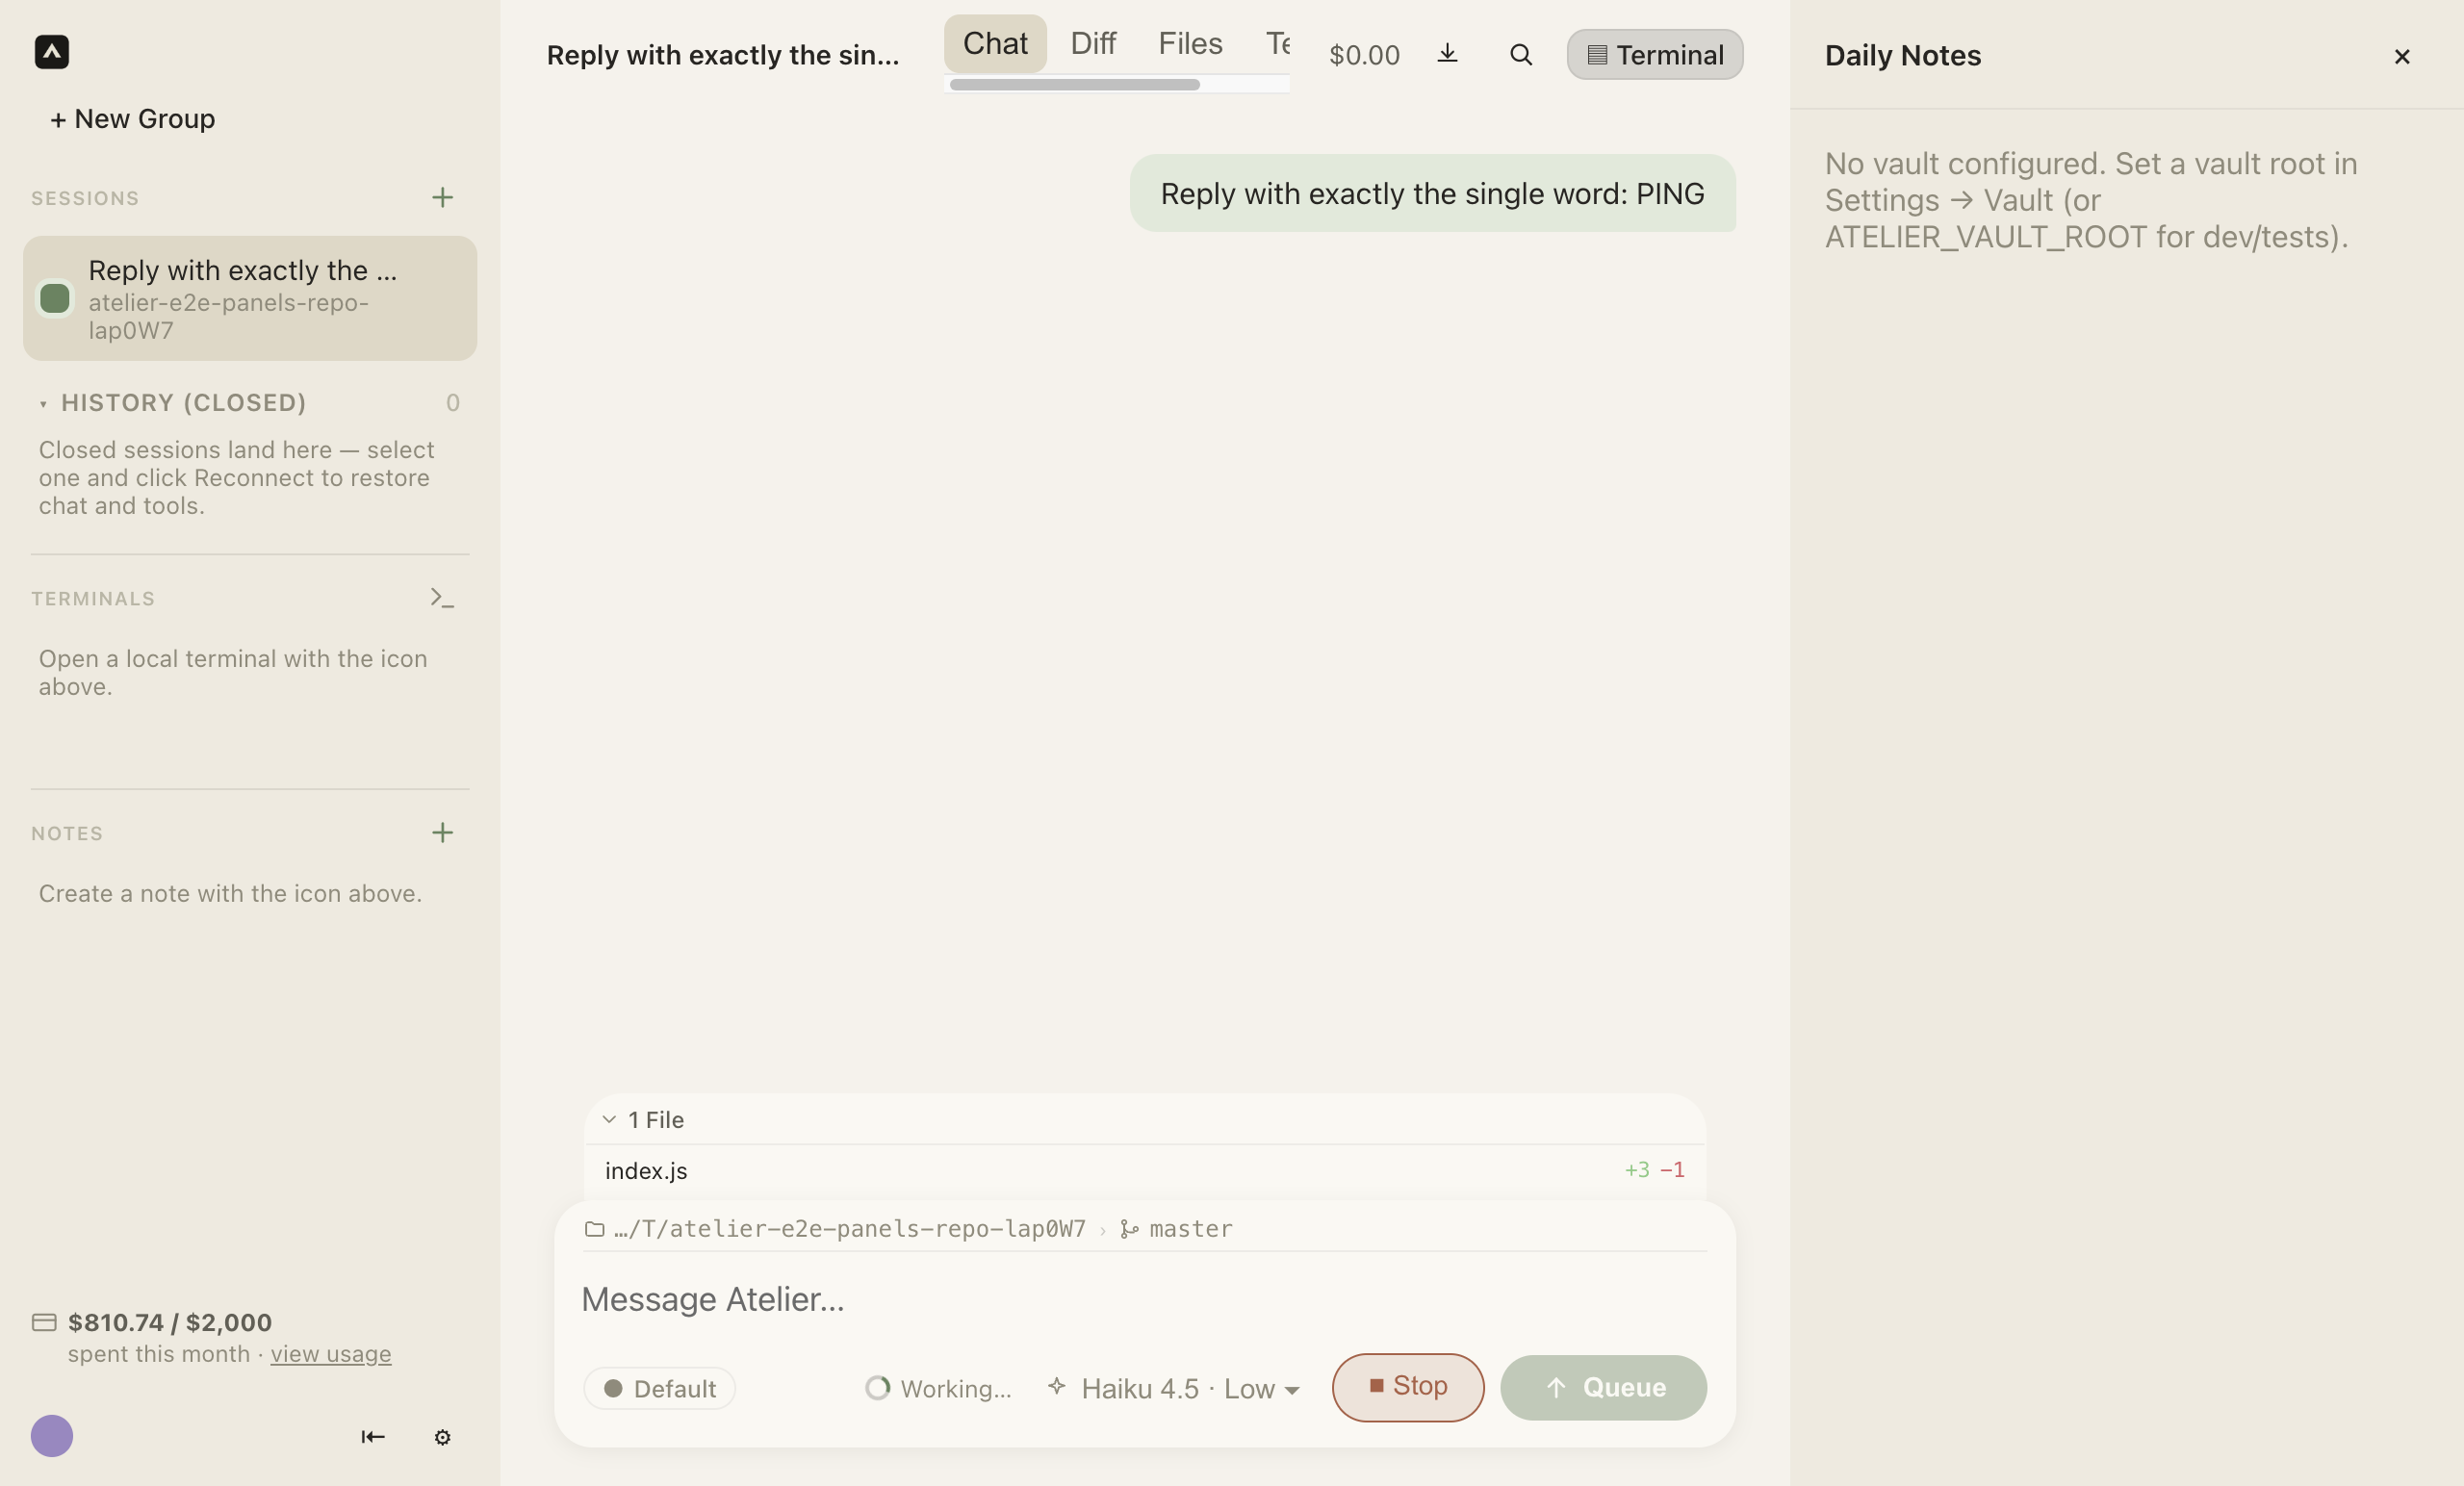 + New Group
SESSIONS
Reply with exactly the ...
atelier-e2e-panels-repo-
lap0W7
HISTORY (CLOSED) 0
Closed sessions land here — select
one and click Reconnect to restore
chat and tools.
TERMINALS
Open a local terminal with the icon
above.
NOTES
Create a note with the icon above.
$810.74 / $2,000
spent this month · view usage
Reply with exactly the sin... Chat Diff Files Te $0.00 Terminal
Reply with exactly the single word: PING
1 File
index.js +3 −1
…/T/atelier-e2e-panels-repo-lap0W7 › master
Message Atelier...
Default Working... Haiku 4.5 · Low Stop Queue
Daily Notes
No vault configured. Set a vault root in
Settings → Vault (or
ATELIER_VAULT_ROOT for dev/tests).